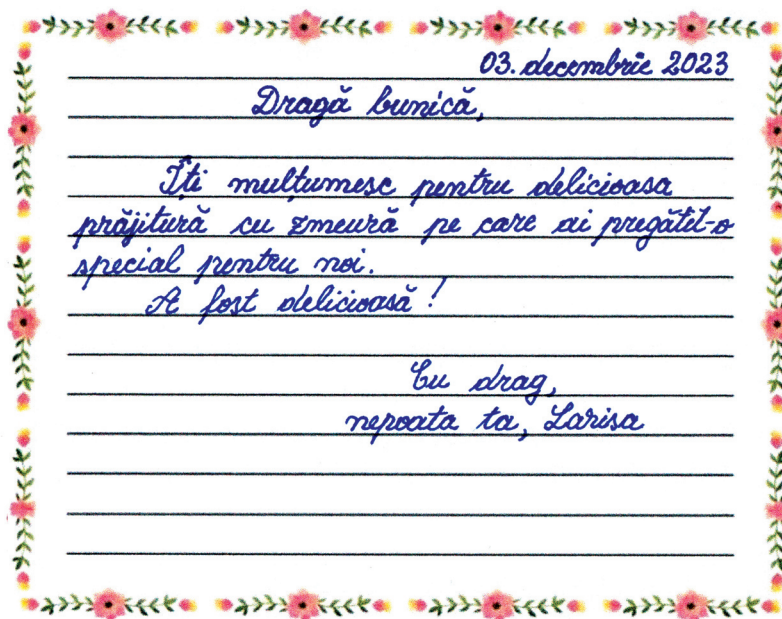 03. decembrie 2023
Dragă bunică,
Îți mulțumesc pentru delicioasa
prăjitură cu zmeură pe care ai pregătit-o
special pentru noi.
A fost delicioasă!
Cu drag,
nepoata ta, Larisa